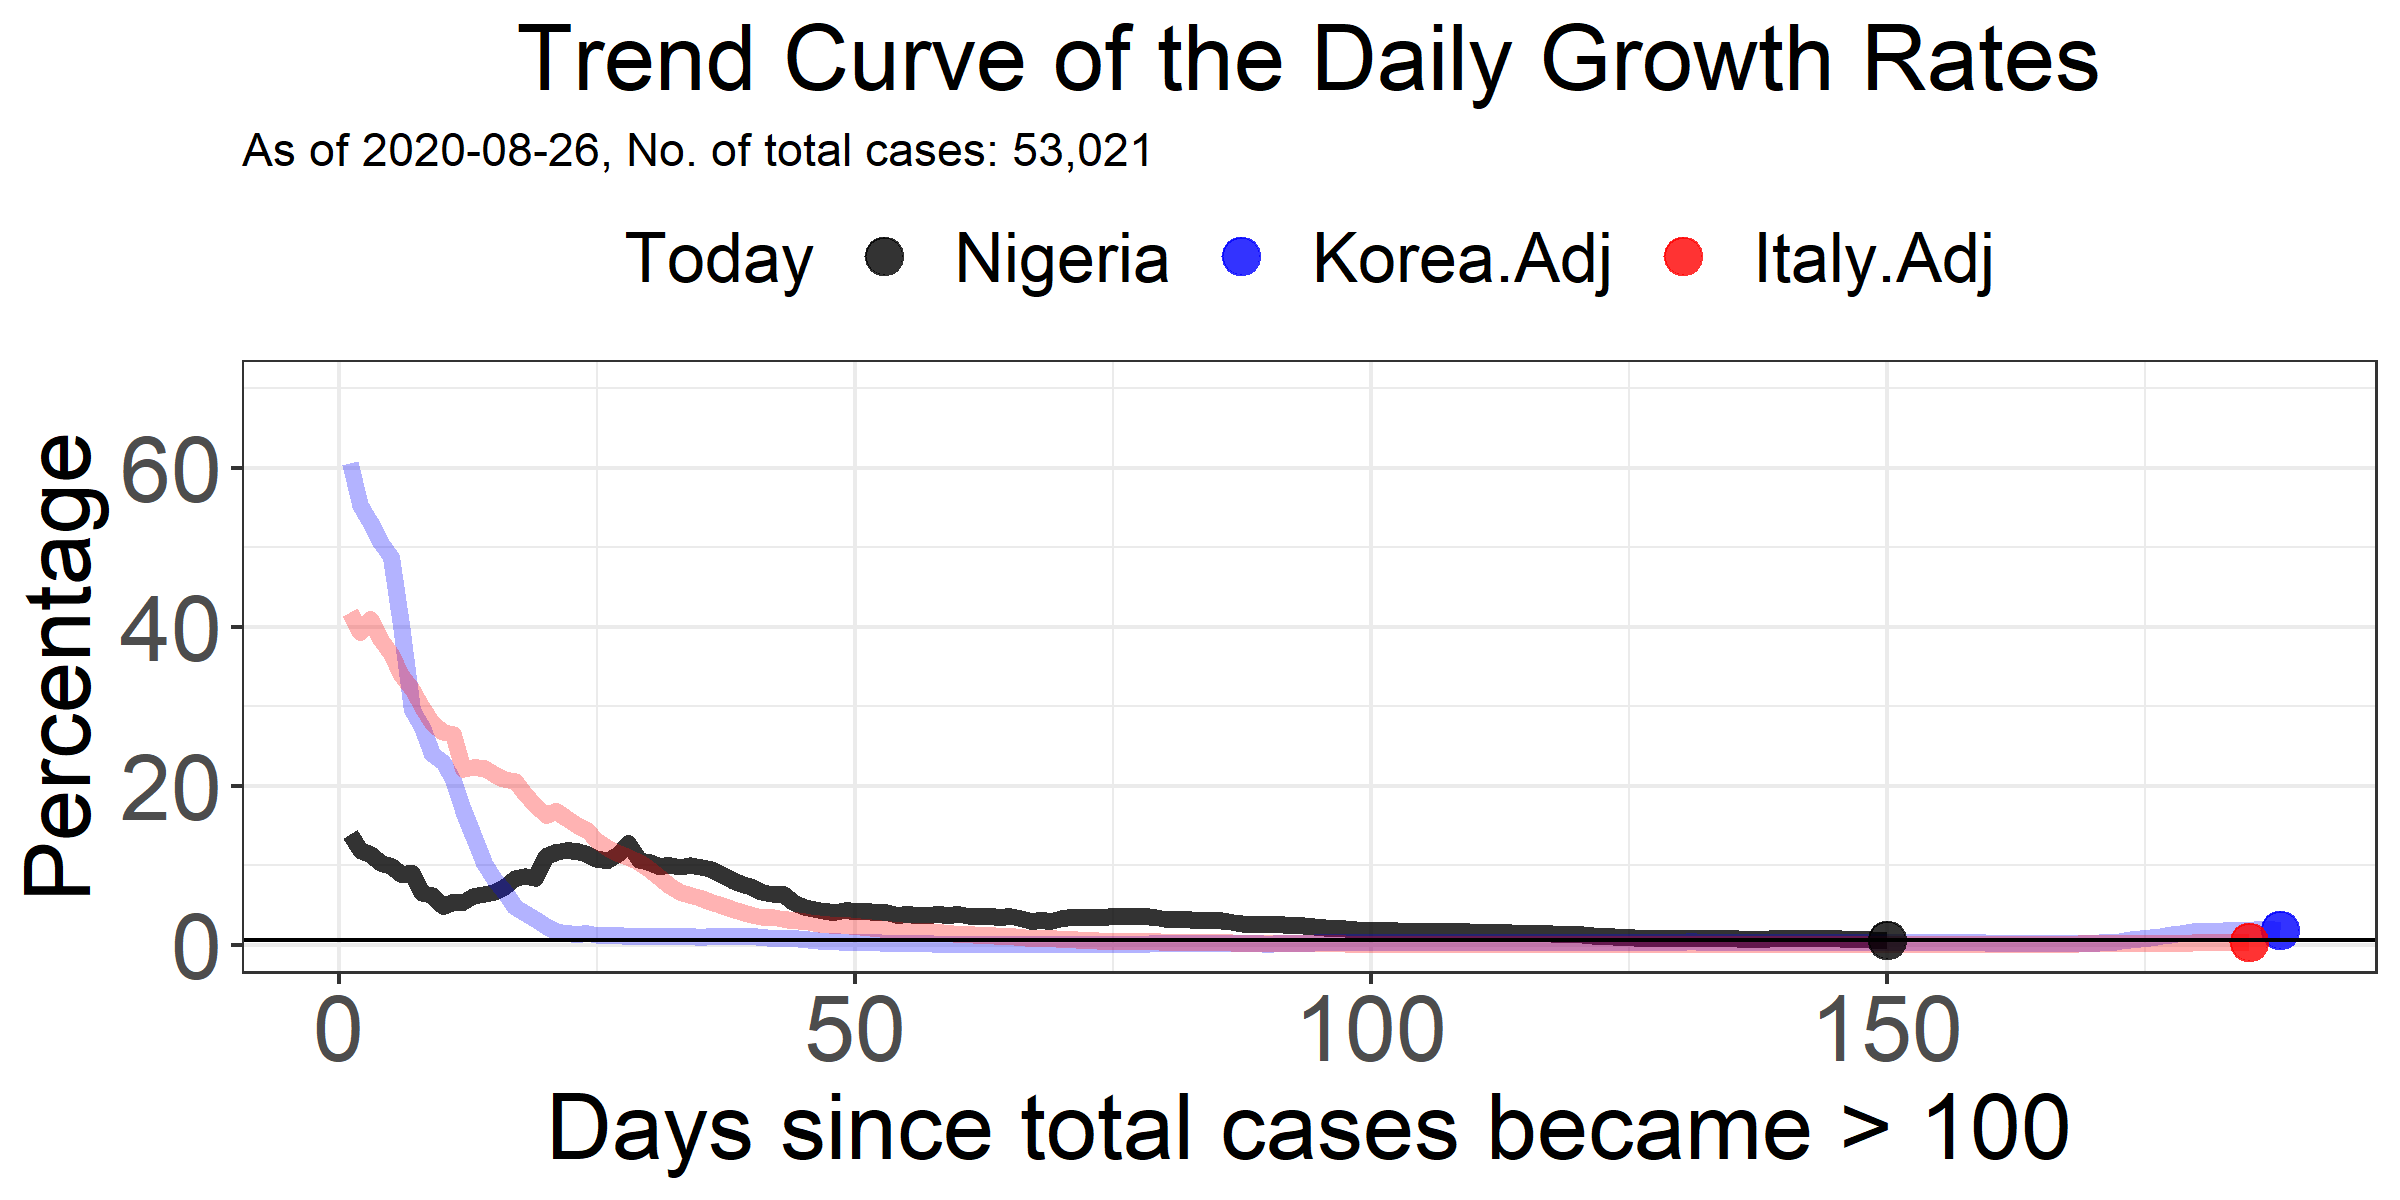 Trend Curve of the Daily Growth Rates
As of 2020-08-26, No. of total cases: 53,021
Today Nigeria Korea.Adj Italy.Adj
Percentage
60
40
20
0
0 50 100 150
Days since total cases became > 100